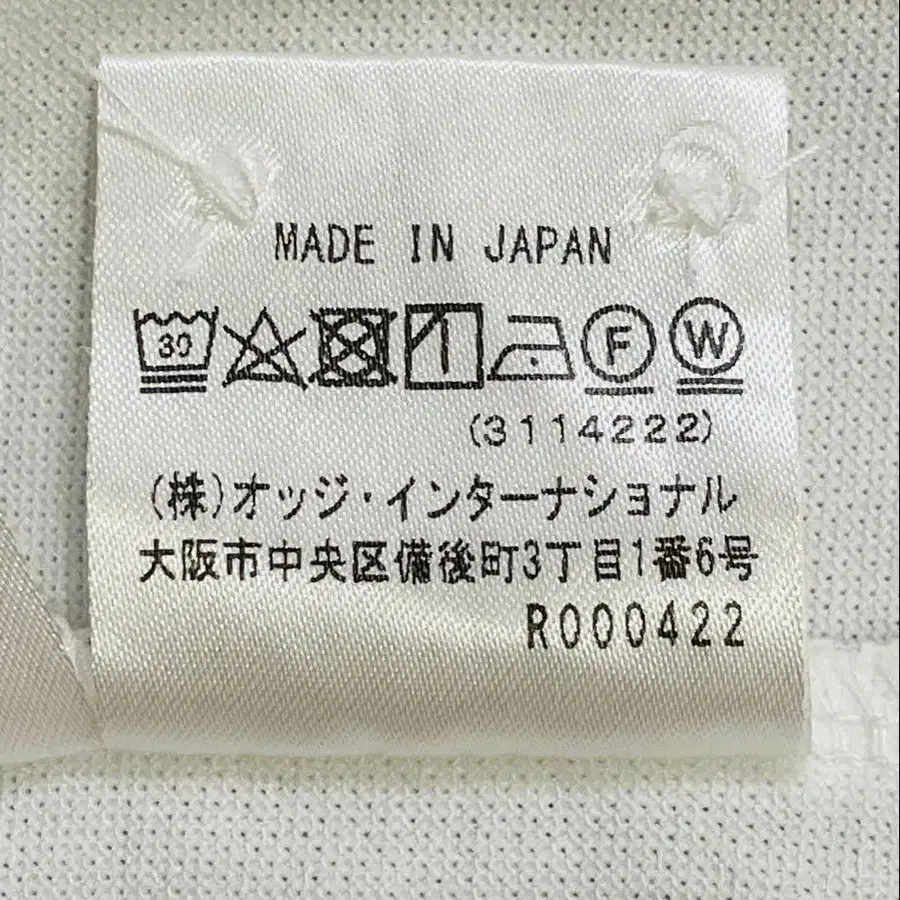 MADE IN JAPAN
30 F W
(3114222)
(株)オッジ・インターナショナル
大阪市中央区備後町3丁目1番6号
R000422